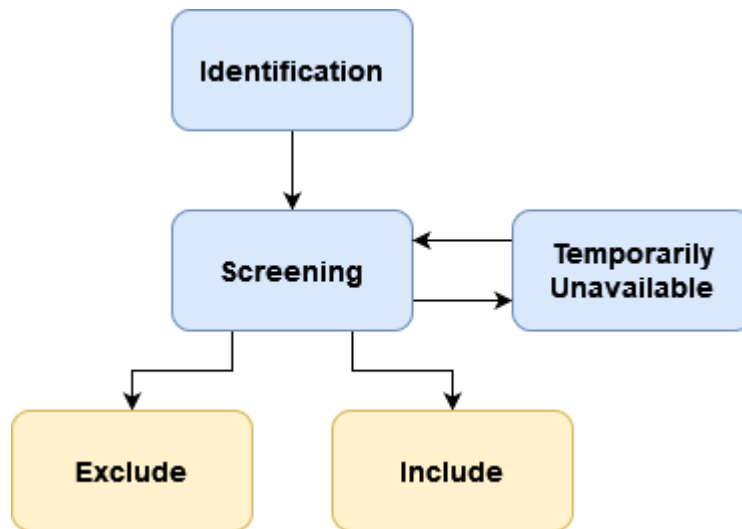 Identification
Screening
Temporarily
Unavailable
Exclude
Include